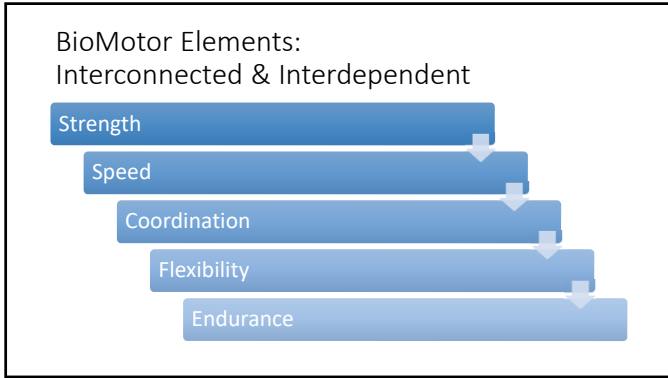 BioMotor Elements:
Interconnected & Interdependent
Strength
Speed
Coordination
Flexibility
Endurance